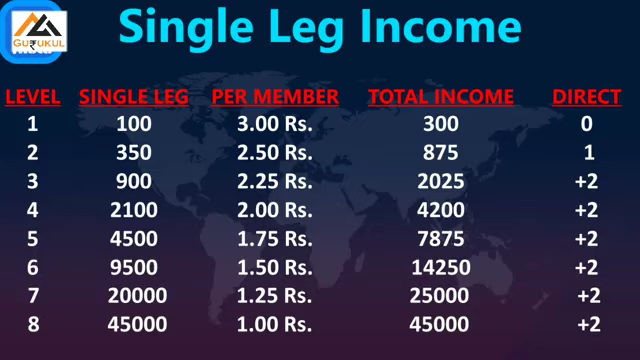 Single Leg Income
GURUKUL
LEVEL SINGLE LEG PER MEMBER TOTAL INCOME DIRECT
1 100 3.00 Rs. 300 0
2 350 2.50 Rs. 875 1
3 900 2.25 Rs. 2025 +2
4 2100 2.00 Rs. 4200 +2
5 4500 1.75 Rs. 7875 +2
6 9500 1.50 Rs. 14250 +2
7 20000 1.25 Rs. 25000 +2
8 45000 1.00 Rs. 45000 +2